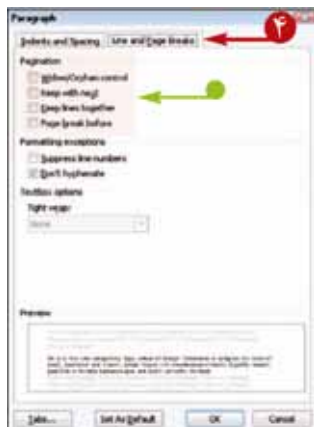 Paragraph
۴
Indents and Spacing
Line and Page Breaks
Pagination
Widow/Orphan control
Keep with next
Keep lines together
Page break before
Formatting exceptions
Suppress line numbers
Don't hyphenate
Textbox options
Tight wrap:
None
Preview
Tabs...
Set As Default
OK
Cancel